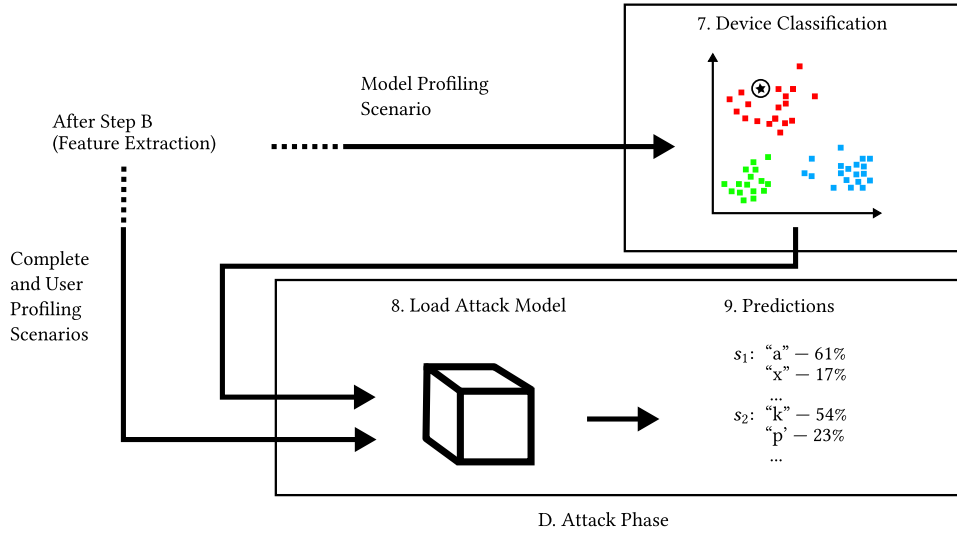 7. Device Classification
Model Profiling
Scenario
After Step B
(Feature Extraction)
Complete
and User
Profiling
Scenarios
8. Load Attack Model
9. Predictions
s₁: “a” — 61%
“x” — 17%
...
s₂: “k” — 54%
“p’ — 23%
...
D. Attack Phase